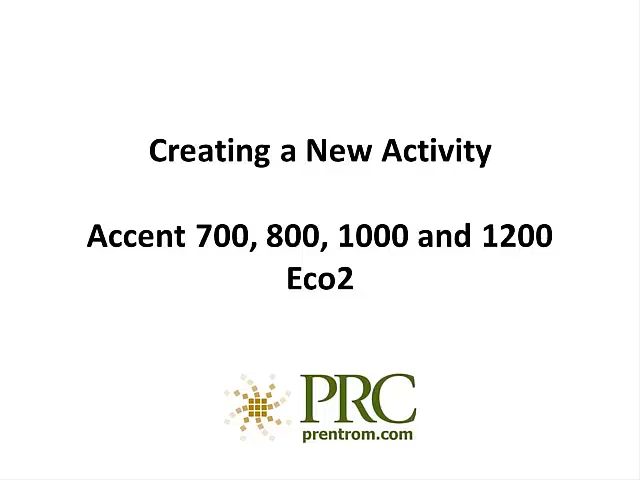 Creating a New Activity
Accent 700, 800, 1000 and 1200
Eco2
PRC
prentrom.com